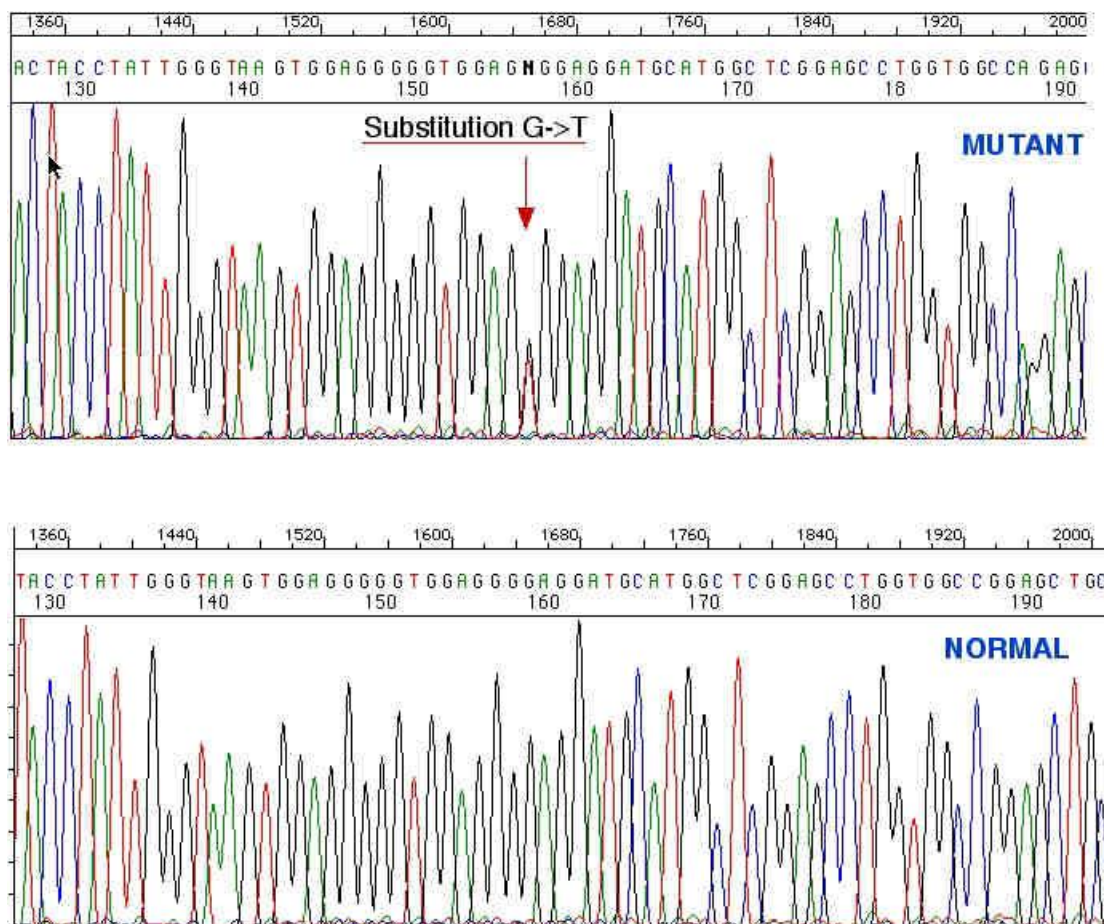 1360 1440 1520 1600 1680 1760 1840 1920 2000
ACTACCTATTGGGTAAGTGGAGGGGGTGGAGNGGAGGATGCATGGCTCGGAGCCTGGTGGCCAGAG
130 140 150 160 170 18 190
Substitution G->T
MUTANT
1360 1440 1520 1600 1680 1760 1840 1920 2000
TACCTATTGGGTAAGTGGAGGGGGTGGAGGGGAGGATGCATGGCTCGGAGCCTGGTGGCCGGAGCTGC
130 140 150 160 170 180 190
NORMAL